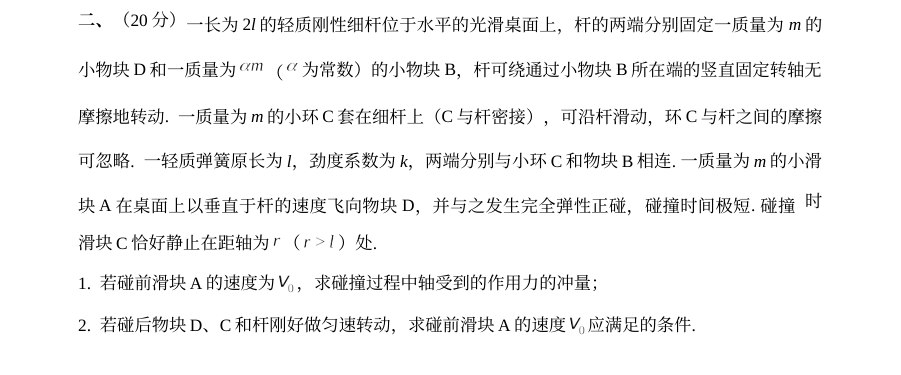 二、（20 分）一长为 2l 的轻质刚性细杆位于水平的光滑桌面上，杆的两端分别固定一质量为 m 的
小物块 D 和一质量为 αm（α 为常数）的小物块 B，杆可绕通过小物块 B 所在端的竖直固定转轴无
摩擦地转动. 一质量为 m 的小环 C 套在细杆上（C 与杆密接），可沿杆滑动，环 C 与杆之间的摩擦
可忽略. 一轻质弹簧原长为 l，劲度系数为 k，两端分别与小环 C 和物块 B 相连. 一质量为 m 的小滑
块 A 在桌面上以垂直于杆的速度飞向物块 D，并与之发生完全弹性正碰，碰撞时间极短. 碰撞 时
滑块 C 恰好静止在距轴为 r（r > l）处.
1. 若碰前滑块 A 的速度为 V₀，求碰撞过程中轴受到的作用力的冲量；
2. 若碰后物块 D、C 和杆刚好做匀速转动，求碰前滑块 A 的速度 V₀ 应满足的条件.